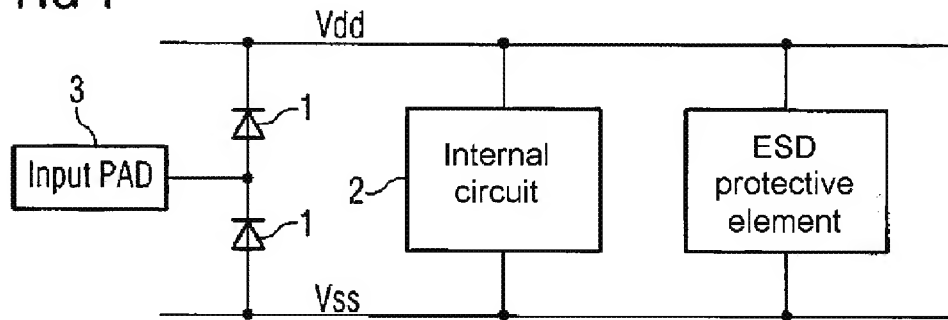 Vdd
3
1
Input PAD
Internal
circuit
2
ESD
protective
element
1
Vss